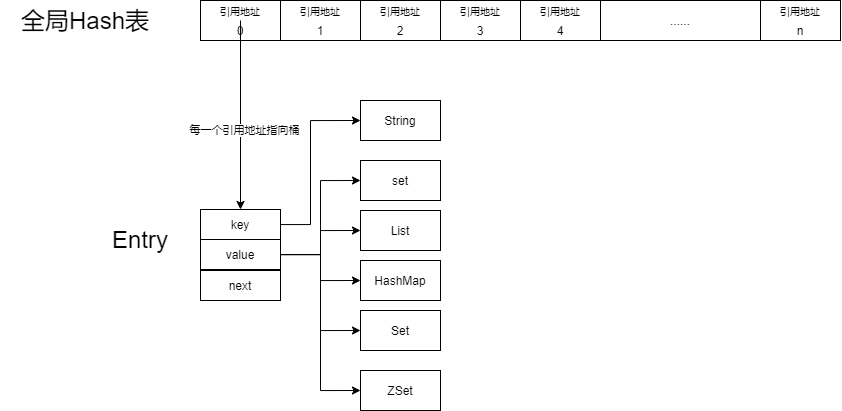 全局Hash表
引用地址 引用地址 引用地址 引用地址 引用地址 引用地址
0 1 2 3 4 ...... n
每一个引用地址指向桶
String
set
Entry
key
value
next
List
HashMap
Set
ZSet